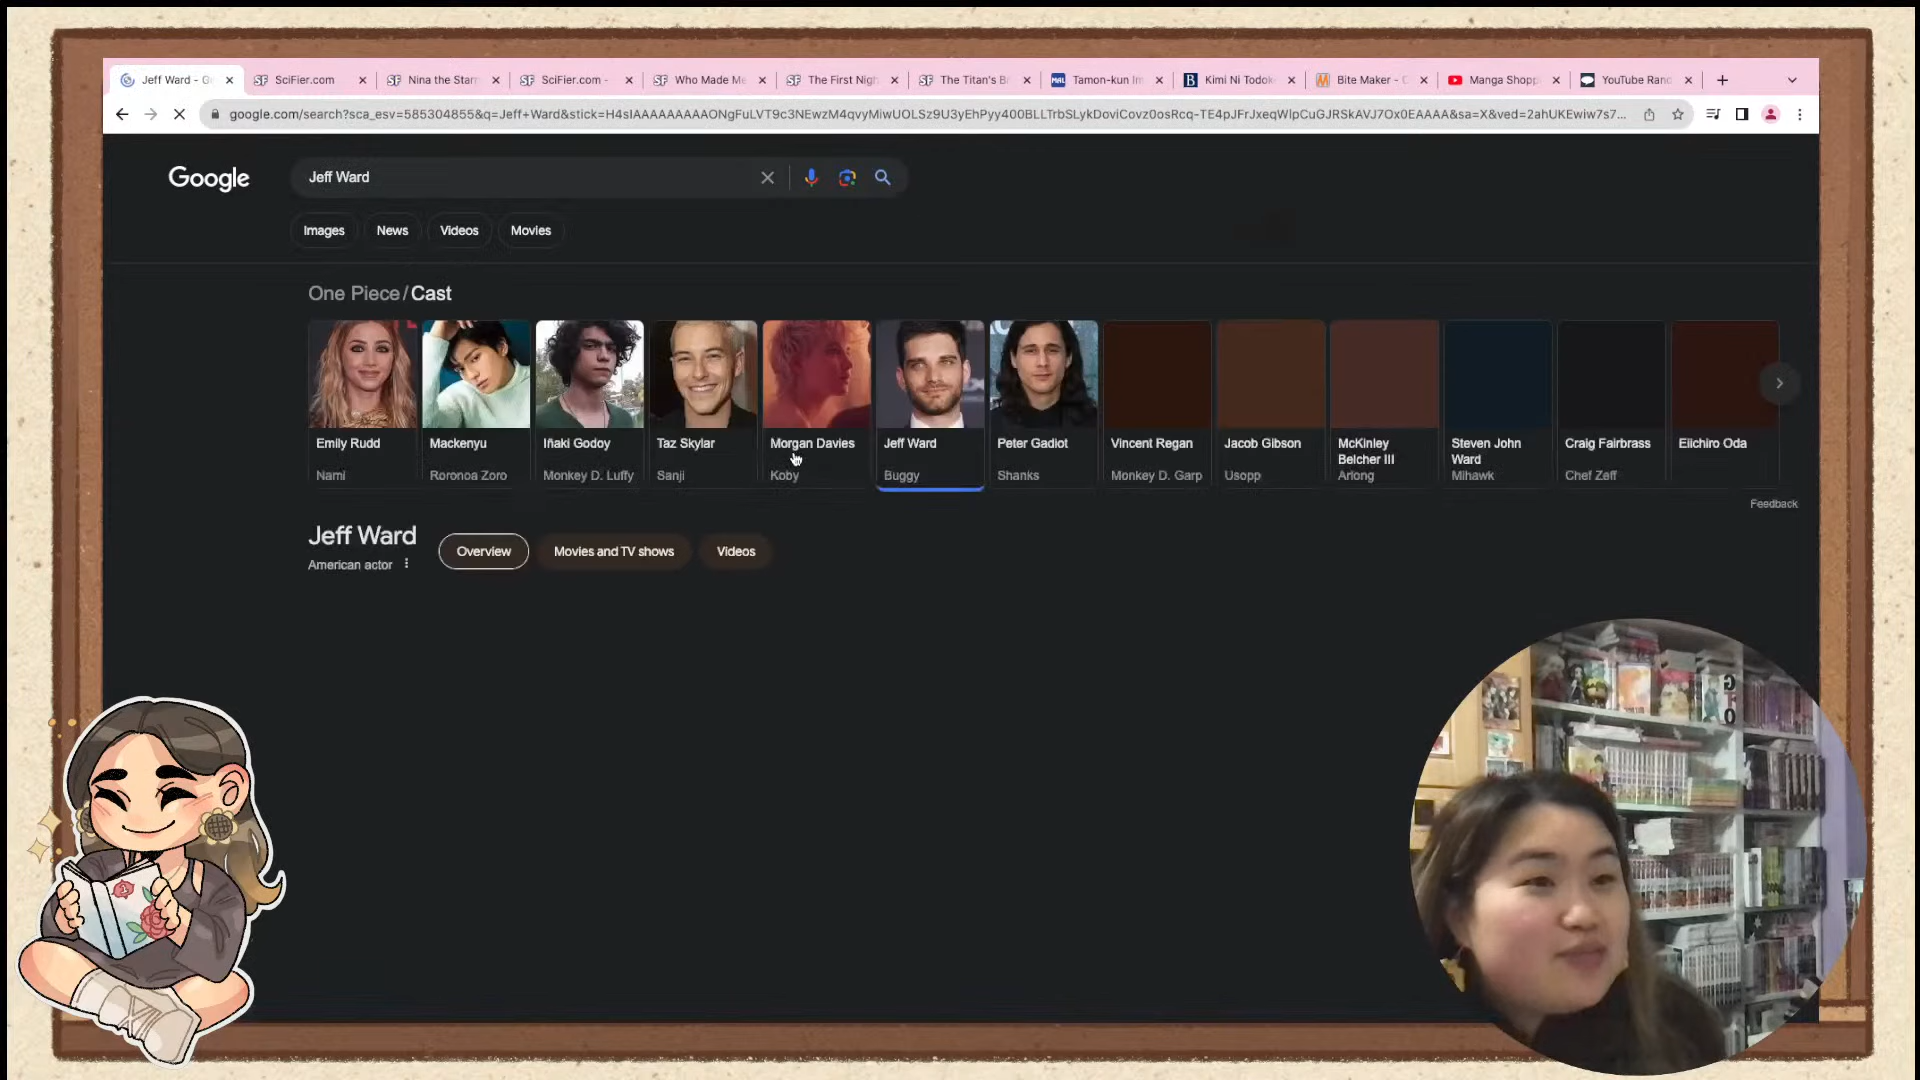 Jeff Ward - G
SciFier.com
Nina the Starr
SciFier.com -
Who Made Me
The First Nigh
The Titan's Br
Tamon-kun Im
Kimi Ni Todok
Bite Maker - C
Manga Shopp
YouTube Ranc
google.com/search?sca_esv=585304855&q=Jeff+Ward&stick=H4sIAAAAAAAAAONgFuLVT9c3NEwzM4qvyMiwUOLSz9U3yEhPyy400BLLTrbSLykDoviCovz0osRcq-TE4pJFrJxeqWlpCuGJRSkAVJ7Ox0EAAAA&sa=X&ved=2ahUKEwiw7s7...
Google
Jeff Ward
Images
News
Videos
Movies
One Piece/Cast
Emily Rudd
Nami
Mackenyu
Roronoa Zoro
Iñaki Godoy
Monkey D. Luffy
Taz Skylar
Sanji
Morgan Davies
Koby
Jeff Ward
Buggy
Peter Gadiot
Shanks
Vincent Regan
Monkey D. Garp
Jacob Gibson
Usopp
McKinley
Belcher III
Arlong
Steven John
Ward
Mihawk
Craig Fairbrass
Chef Zeff
Eiichiro Oda
Feedback
Jeff Ward
American actor
Overview
Movies and TV shows
Videos